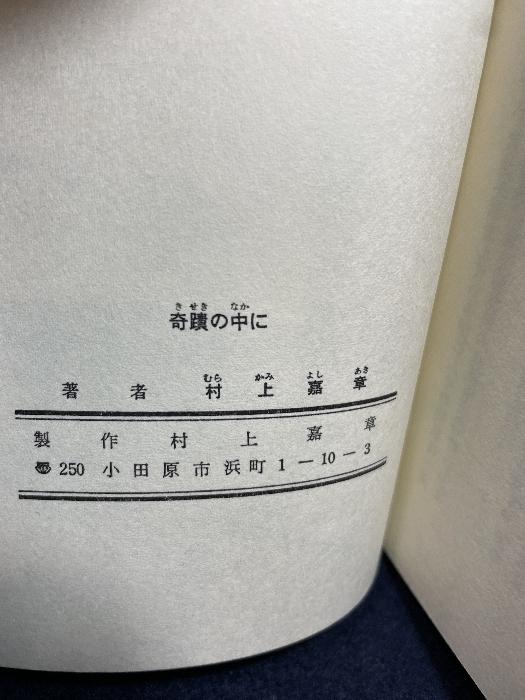 きせき なか
奇蹟の中に
むら かみ よし あき
著者 村上嘉章
製作 村上嘉章
250 小田原市浜町1—10—3